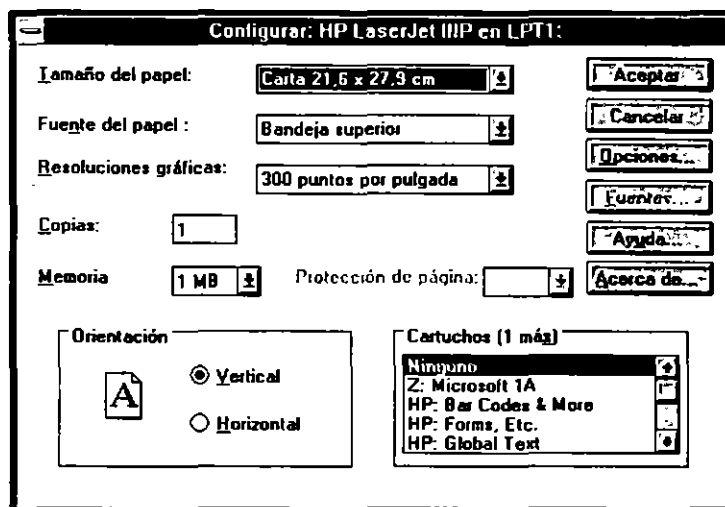 Configurar: HP LaserJet IIIP en LPT1:
Tamaño del papel: Carta 21,6 x 27,9 cm Aceptar
Cancelar
Fuente del papel : Bandeja superior
Opciones...
Resoluciones gráficas: 300 puntos por pulgada
Fuentes...
Copias: 1
Ayuda...
Memoria 1 MB Protección de página: Acerca de...
Orientación
A
Vertical
Horizontal
Cartuchos (1 máx)
Ninguno
Z: Microsoft 1A
HP: Bar Codes & More
HP: Forms, Etc.
HP: Global Text